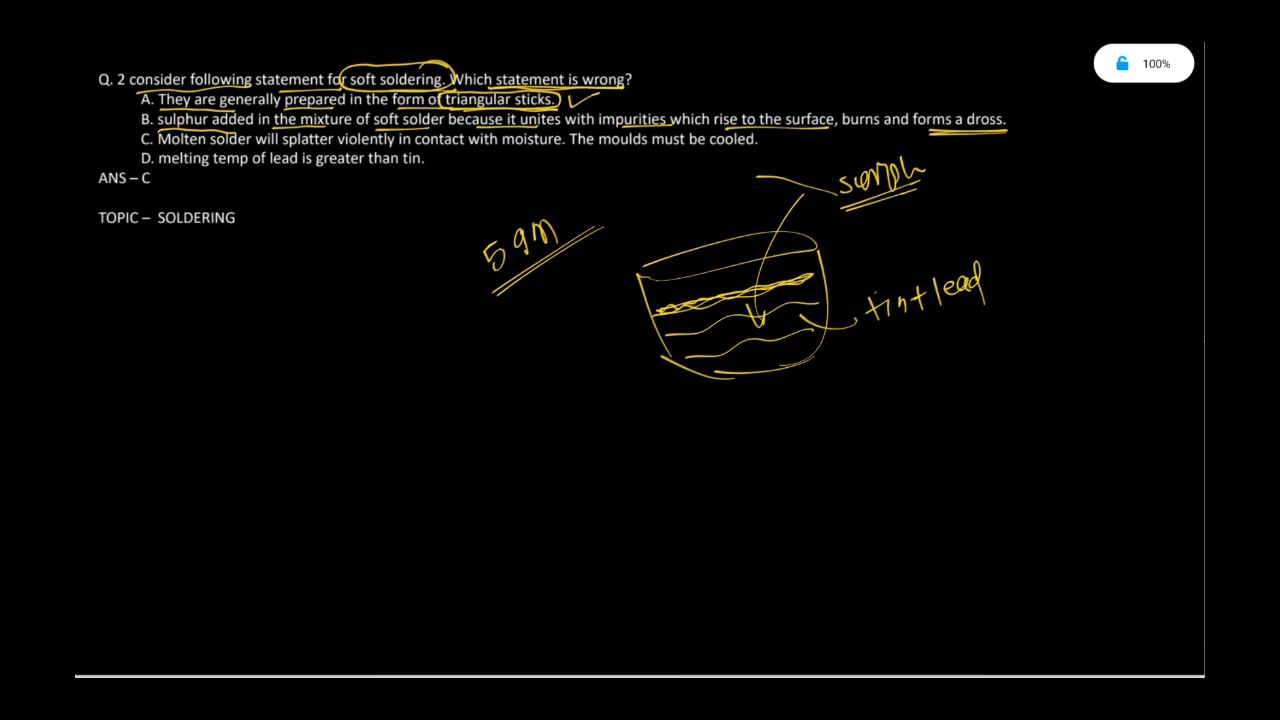 Q. 2 consider following statement for soft soldering. Which statement is wrong?
A. They are generally prepared in the form of triangular sticks.
B. sulphur added in the mixture of soft solder because it unites with impurities which rise to the surface, burns and forms a dross.
C. Molten solder will splatter violently in contact with moisture. The moulds must be cooled.
D. melting temp of lead is greater than tin.
ANS – C
TOPIC – SOLDERING
100%
59m
tin+lead